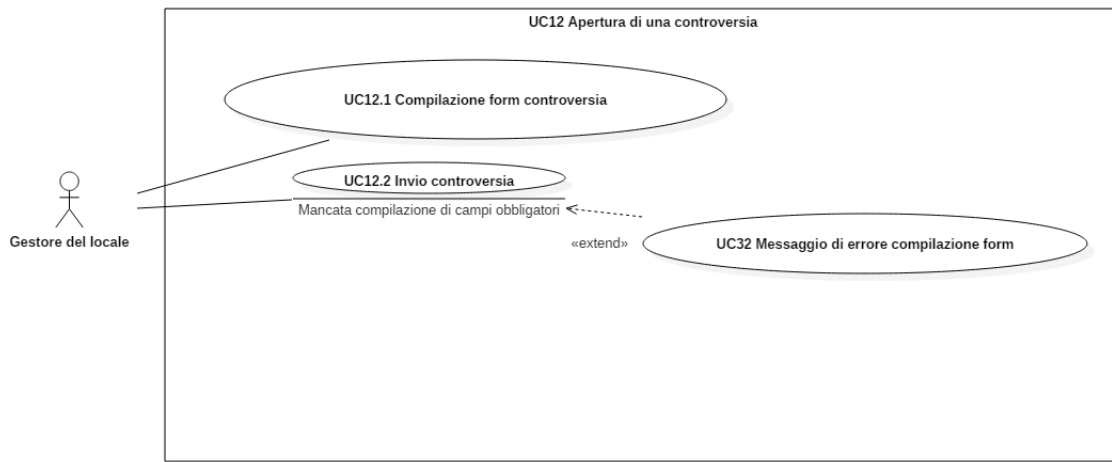 UC12 Apertura di una controversia
UC12.1 Compilazione form controversia
UC12.2 Invio controversia
Mancata compilazione di campi obbligatori
Gestore del locale
«extend»
UC32 Messaggio di errore compilazione form